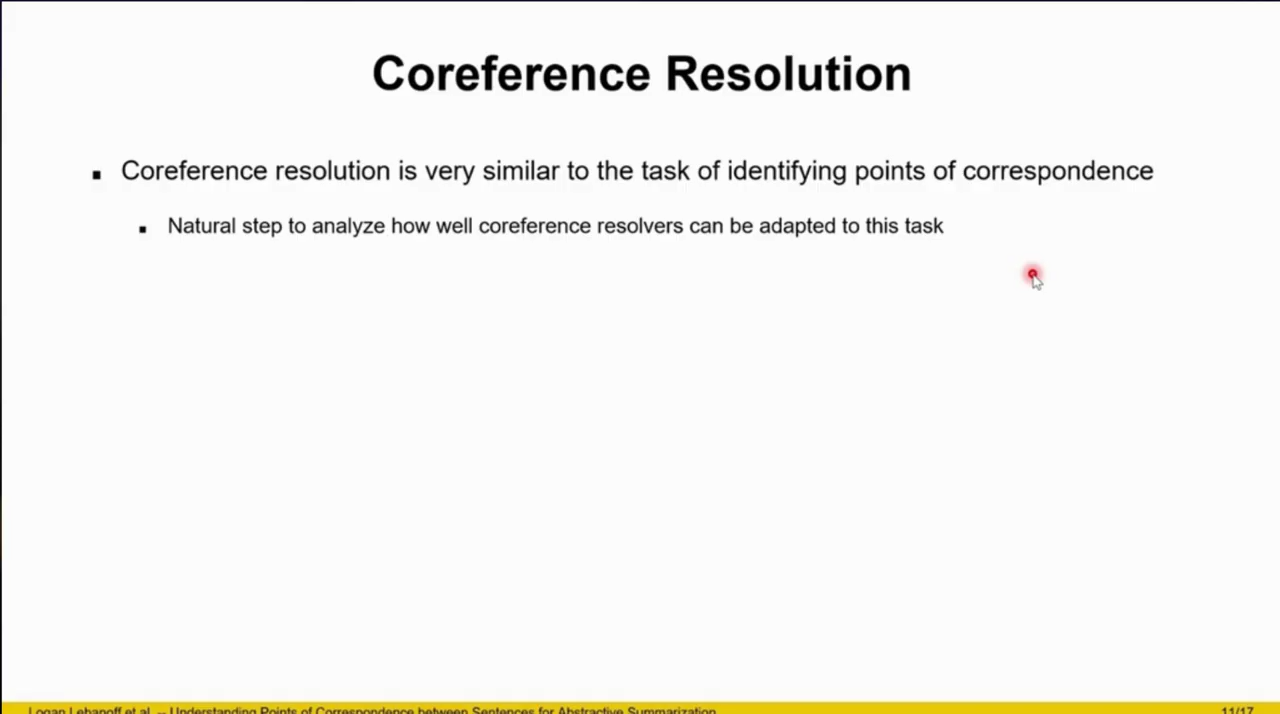 Coreference Resolution
Coreference resolution is very similar to the task of identifying points of correspondence
Natural step to analyze how well coreference resolvers can be adapted to this task
Logan Lebanoff et al. -- Understanding Points of Correspondence between Sentences for Abstractive Summarization
11/17